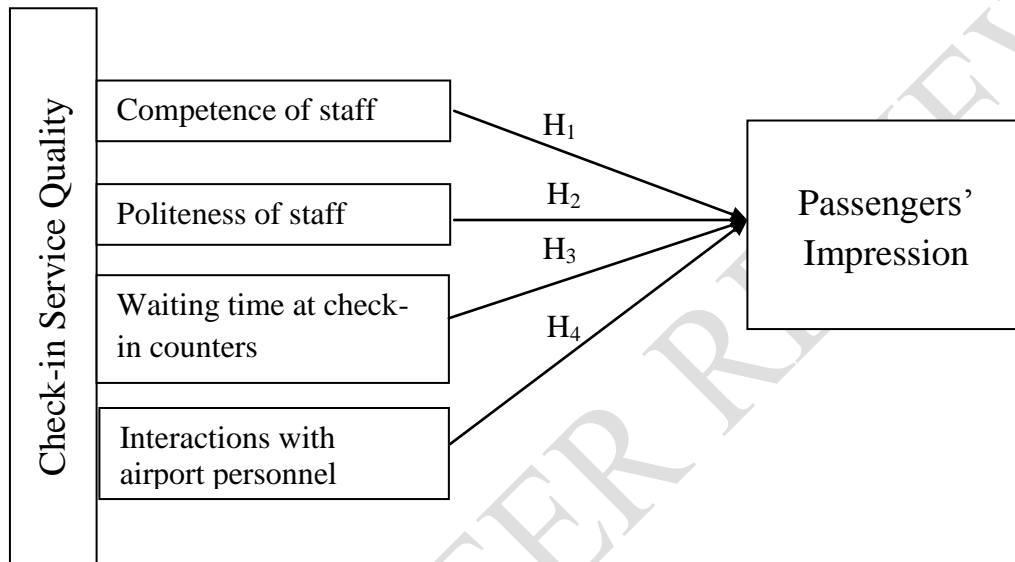 Check-in Service Quality
Competence of staff
Politeness of staff
Waiting time at check-
in counters
Interactions with
airport personnel
H₁
H₂
H₃
H₄
Passengers’
Impression